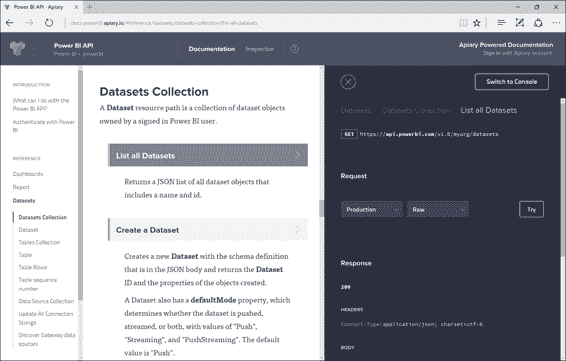 Power BI API · Apiary
docs.powerbi.apiary.io/#reference/datasets/datasets-collection/list-all-datasets
Power BI API
Power BI + powerbi
Documentation
Inspector
Apiary Powered Documentation
Sign in with Apiary account.
INTRODUCTION
What can I do with the
Power BI API?
Authenticate with Power
BI
REFERENCE
Dashboards
Report
Datasets
Datasets Collection
Dataset
Tables Collection
Table
Table Rows
Table sequence
number
Data Source Collection
Update All Connection
Strings
Discover Gateway data
sources
Datasets Collection
A Dataset resource path is a collection of dataset objects
owned by a signed in Power BI user.
List all Datasets
Returns a JSON list of all dataset objects that
includes a name and id.
Create a Dataset
Creates a new Dataset with the schema definition
that is in the JSON body and returns the Dataset
ID and the properties of the objects created.
A Dataset also has a defaultMode property, which
determines whether the dataset is pushed,
streamed, or both, with values of "Push",
"Streaming", and "PushStreaming". The default
value is "Push".
Switch to Console
Datasets Datasets Collection List all Datasets
GET https://api.powerbi.com/v1.0/myorg/datasets
Request
Production
Raw
Try
Response
200
HEADERS
Content-Type:application/json; charset=utf-8
BODY